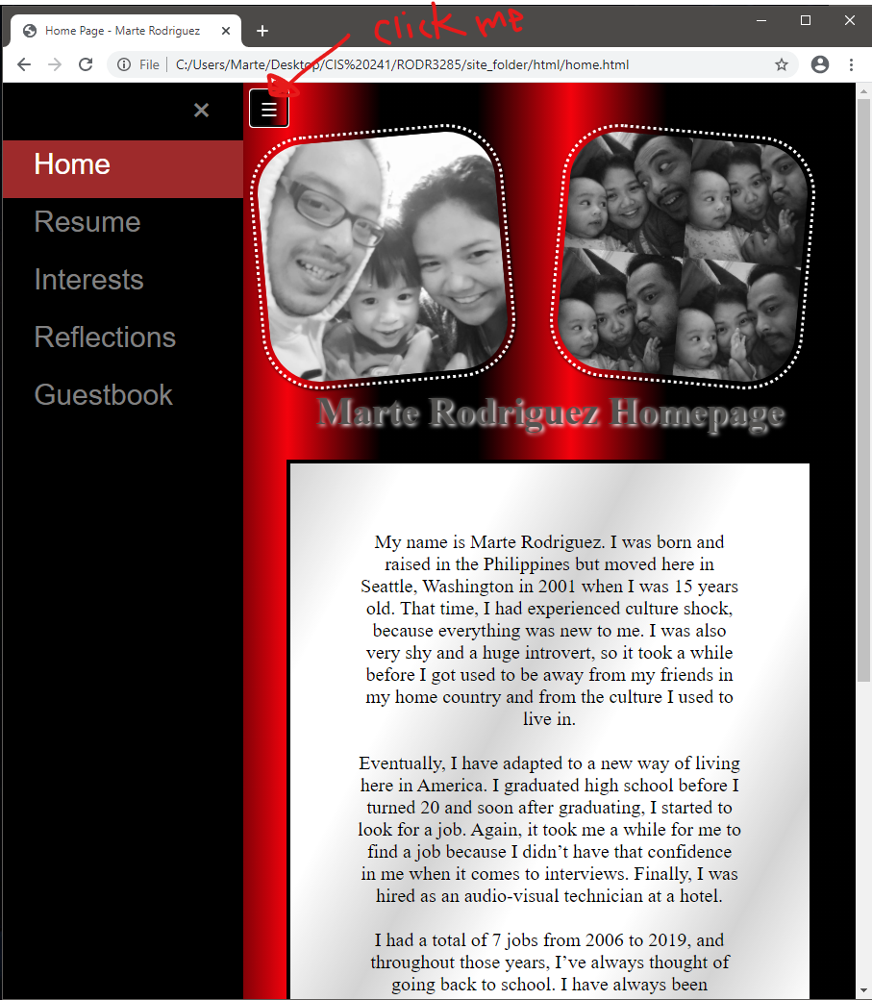 click me
Home Page - Marte Rodriguez
File | C:/Users/Marte/Desktop/CIS%20241/RODR3285/site_folder/html/home.html
Home
Resume
Interests
Reflections
Guestbook
Marte Rodriguez Homepage
My name is Marte Rodriguez. I was born and
raised in the Philippines but moved here in
Seattle, Washington in 2001 when I was 15 years
old. That time, I had experienced culture shock,
because everything was new to me. I was also
very shy and a huge introvert, so it took a while
before I got used to be away from my friends in
my home country and from the culture I used to
live in.
Eventually, I have adapted to a new way of living
here in America. I graduated high school before I
turned 20 and soon after graduating, I started to
look for a job. Again, it took me a while for me to
find a job because I didn’t have that confidence
in me when it comes to interviews. Finally, I was
hired as an audio-visual technician at a hotel.
I had a total of 7 jobs from 2006 to 2019, and
throughout those years, I’ve always thought of
going back to school. I have always been